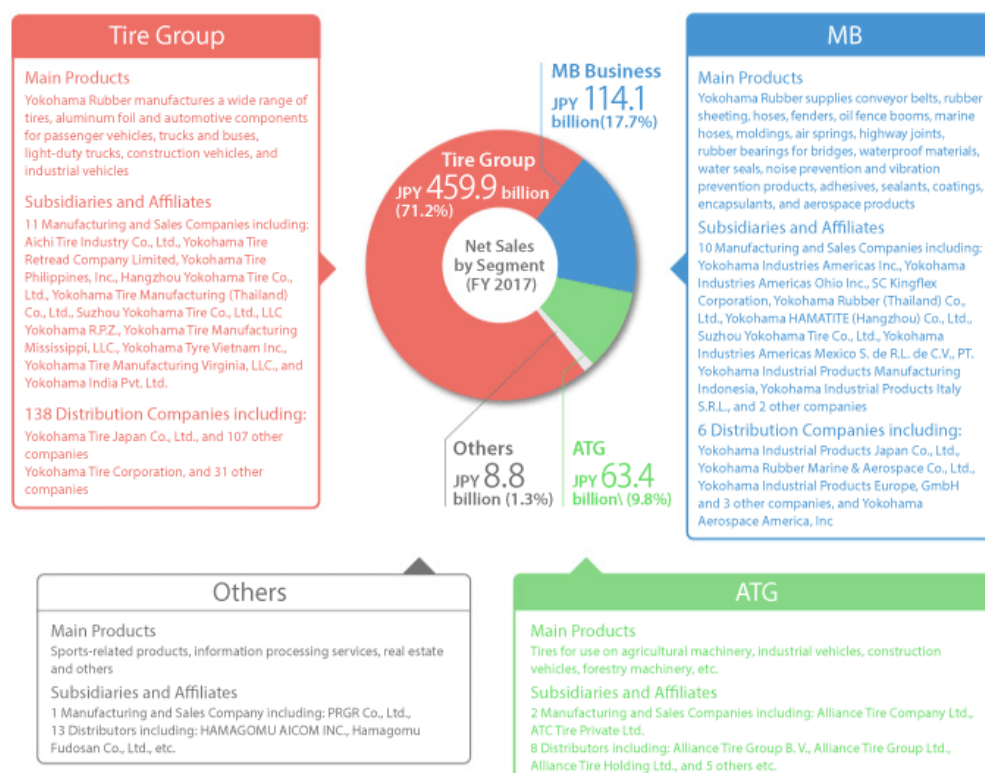 Tire Group
Main Products
Yokohama Rubber manufactures a wide range of
tires, aluminum foil and automotive components
for passenger vehicles, trucks and buses,
light-duty trucks, construction vehicles, and
industrial vehicles
Subsidiaries and Affiliates
11 Manufacturing and Sales Companies including:
Aichi Tire Industry Co., Ltd., Yokohama Tire
Retread Company Limited, Yokohama Tire
Philippines, Inc., Hangzhou Yokohama Tire Co.,
Ltd., Yokohama Tire Manufacturing (Thailand)
Co., Ltd., Suzhou Yokohama Tire Co., Ltd., LLC
Yokohama R.P.Z., Yokohama Tire Manufacturing
Mississippi, LLC., Yokohama Tyre Vietnam Inc.,
Yokohama Tire Manufacturing Virginia, LLC., and
Yokohama India Pvt. Ltd.
138 Distribution Companies including:
Yokohama Tire Japan Co., Ltd., and 107 other
companies
Yokohama Tire Corporation, and 31 other
companies
MB Business
JPY 114.1
billion(17.7%)
Tire Group
JPY 459.9 billion
(71.2%)
Net Sales
by Segment
(FY 2017)
Others
JPY 8.8
billion (1.3%)
ATG
JPY 63.4
billion\ (9.8%)
MB
Main Products
Yokohama Rubber supplies conveyor belts, rubber
sheeting, hoses, fenders, oil fence booms, marine
hoses, moldings, air springs, highway joints,
rubber bearings for bridges, waterproof materials,
water seals, noise prevention and vibration
prevention products, adhesives, sealants, coatings,
encapsulants, and aerospace products
Subsidiaries and Affiliates
10 Manufacturing and Sales Companies including:
Yokohama Industries Americas Inc., Yokohama
Industries Americas Ohio Inc., SC Kingflex
Corporation, Yokohama Rubber (Thailand) Co.,
Ltd., Yokohama HAMATITE (Hangzhou) Co., Ltd.,
Suzhou Yokohama Tire Co., Ltd., Yokohama
Industries Americas Mexico S. de R.L. de C.V., PT.
Yokohama Industrial Products Manufacturing
Indonesia, Yokohama Industrial Products Italy
S.R.L., and 2 other companies
6 Distribution Companies including:
Yokohama Industrial Products Japan Co., Ltd.,
Yokohama Rubber Marine & Aerospace Co., Ltd.,
Yokohama Industrial Products Europe, GmbH
and 3 other companies, and Yokohama
Aerospace America, Inc
Others
Main Products
Sports-related products, information processing services, real estate
and others
Subsidiaries and Affiliates
1 Manufacturing and Sales Company including: PRGR Co., Ltd.,
13 Distributors including: HAMAGOMU AICOM INC., Hamagomu
Fudosan Co., Ltd., etc.
ATG
Main Products
Tires for use on agricultural machinery, industrial vehicles, construction
vehicles, forestry machinery, etc.
Subsidiaries and Affiliates
2 Manufacturing and Sales Companies including: Alliance Tire Company Ltd.,
ATC Tire Private Ltd.
8 Distributors including: Alliance Tire Group B. V., Alliance Tire Group Ltd.,
Alliance Tire Holding Ltd., and 5 others etc.